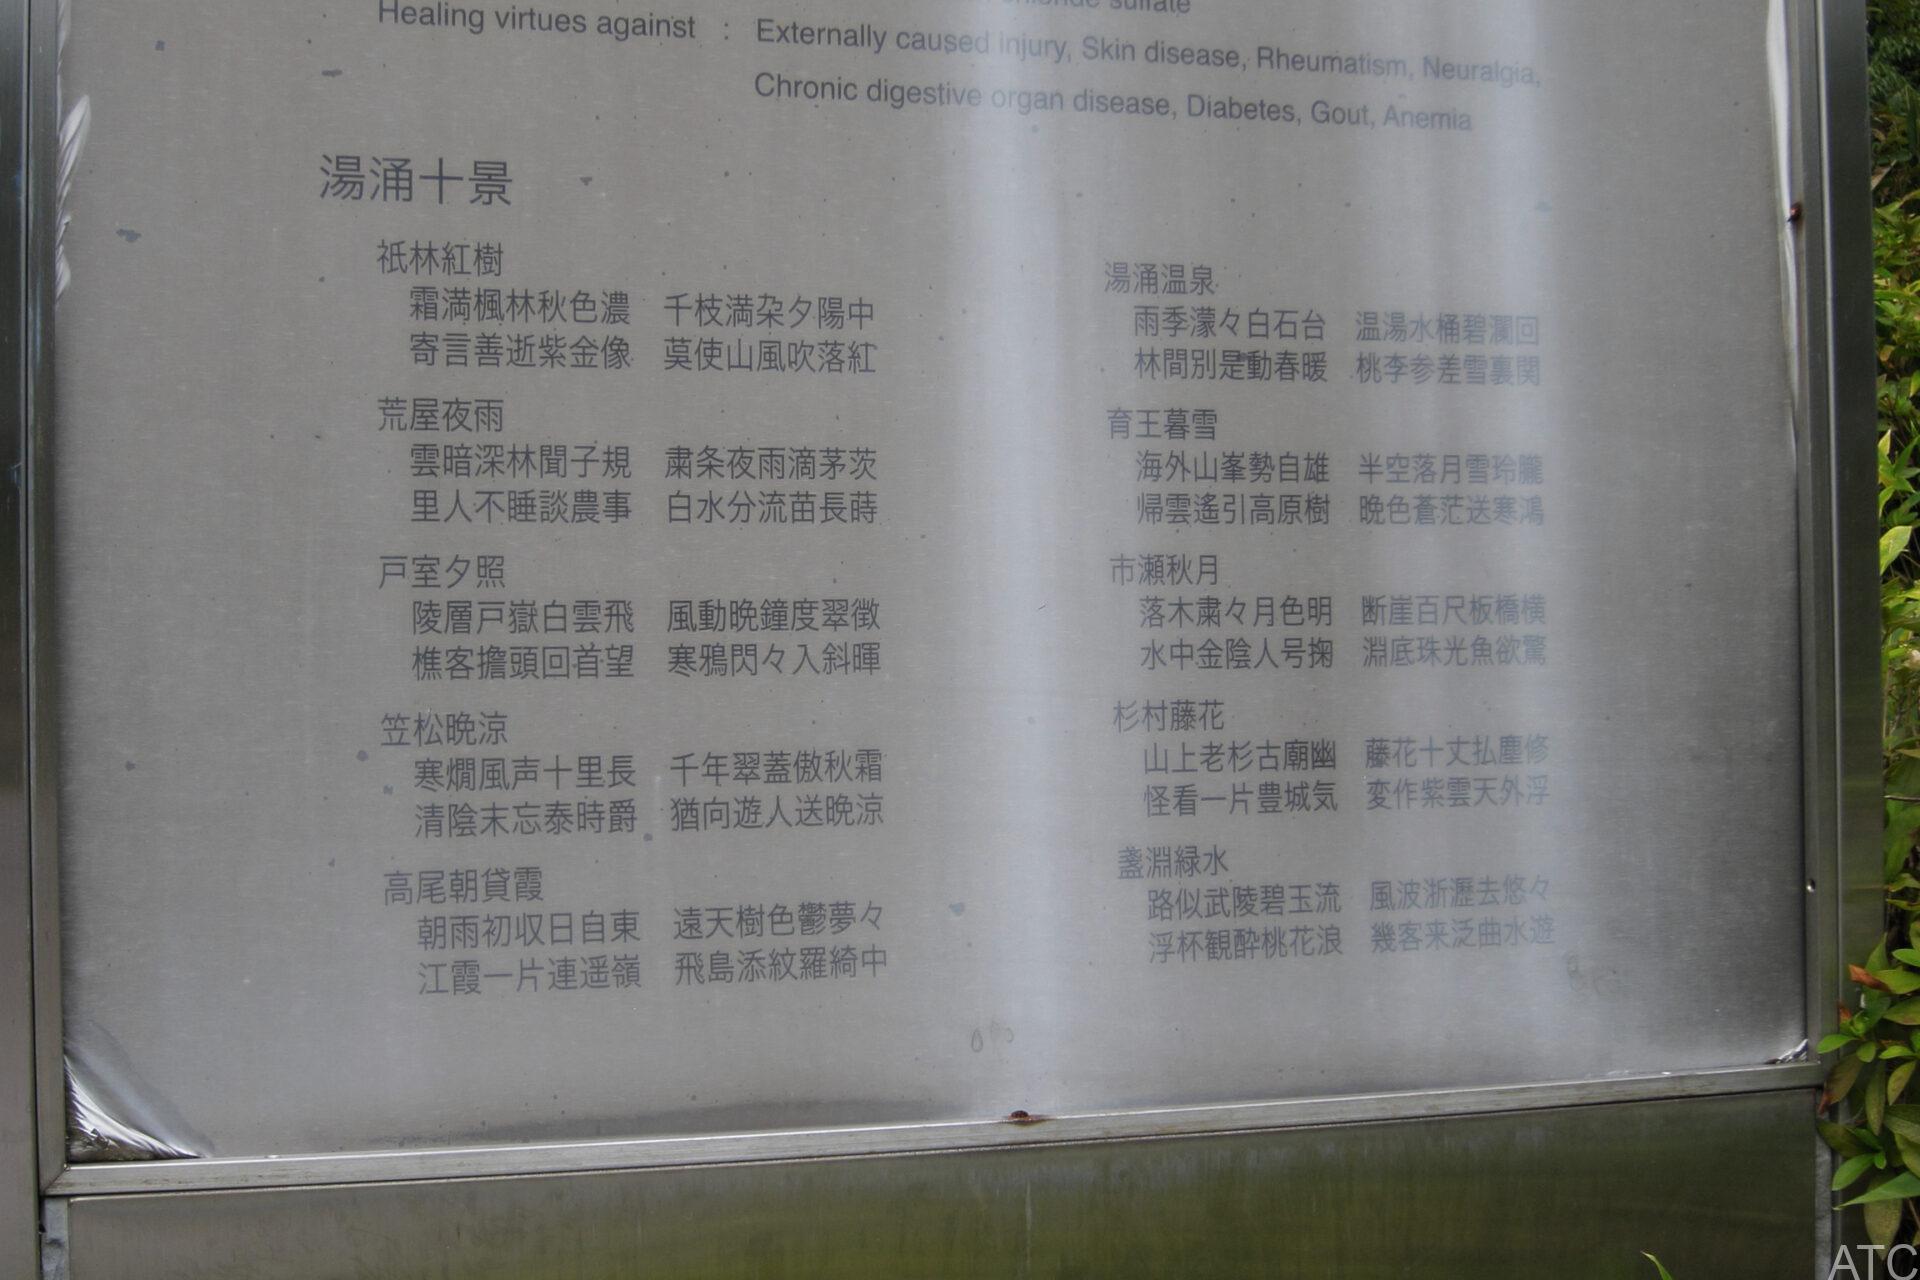 chloride sulfate
Healing virtues against : Externally caused injury, Skin disease, Rheumatism, Neuralgia,
Chronic digestive organ disease, Diabetes, Gout, Anemia
湯涌十景
祇林紅樹
霜満楓林秋色濃 千枝満朶夕陽中
寄言善逝紫金像 莫使山風吹落紅
荒屋夜雨
雲暗深林聞子規 粛条夜雨滴茅茨
里人不睡談農事 白水分流苗長蒔
戸室夕照
陵層戸嶽白雲飛 風動晩鐘度翠徴
樵客擔頭回首望 寒鴉閃々入斜暉
笠松晩涼
寒燗風声十里長 千年翠蓋傲秋霜
清陰末忘泰時爵 猶向遊人送晩涼
高尾朝貸霞
朝雨初収日自東 遠天樹色鬱夢々
江霞一片連遥嶺 飛島添紋羅綺中
湯涌温泉
雨季濛々白石台 温湯水桶碧瀾回
林間別是動春暖 桃李参差雪裏関
育王暮雪
海外山峯勢自雄 半空落月雪玲朧
帰雲遙引高原樹 晩色蒼茫送寒鴻
市瀬秋月
落木粛々月色明 断崖百尺板橋横
水中金陰人号掬 淵底珠光魚欲驚
杉村藤花
山上老杉古廟幽 藤花十丈払塵修
怪看一片豊城気 変作紫雲天外浮
盞淵緑水
路似武陵碧玉流 風波浙瀝去悠々
浮杯観酔桃花浪 幾客来泛曲水遊
ATC